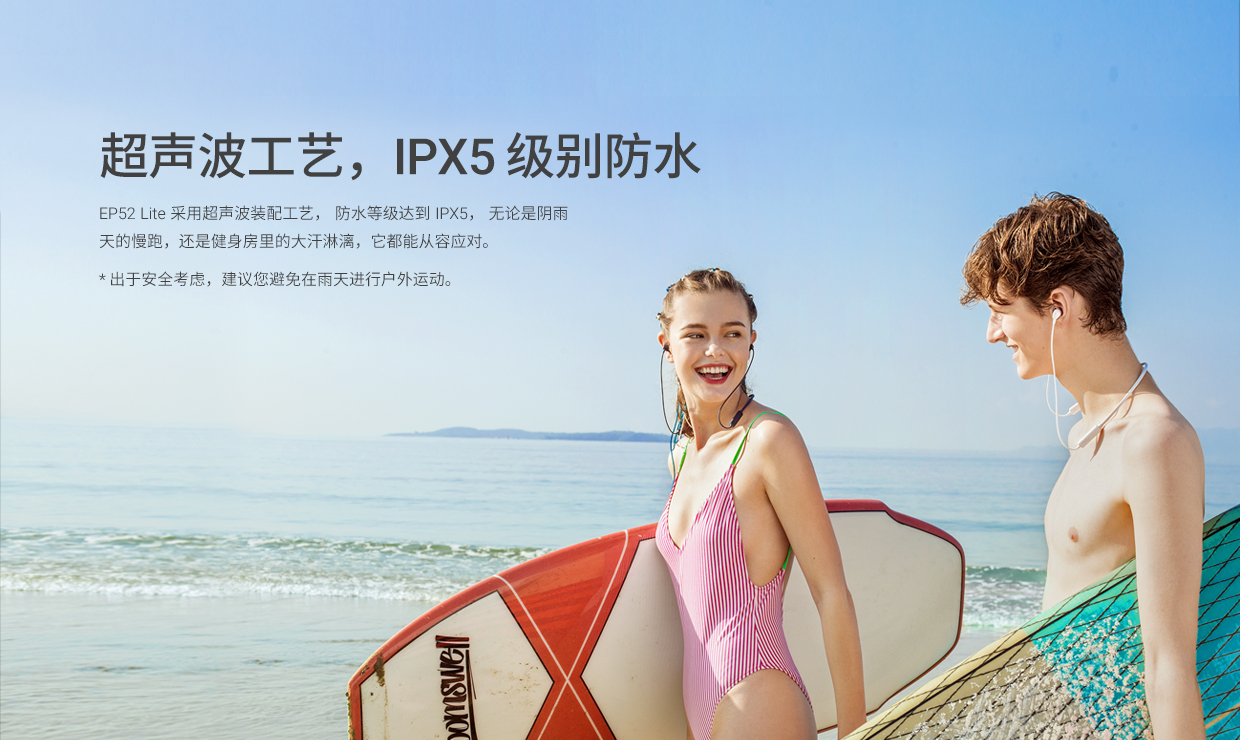 超声波工艺，IPX5 级别防水
EP52 Lite 采用超声波装配工艺， 防水等级达到 IPX5， 无论是阴雨
天的慢跑，还是健身房里的大汗淋漓，它都能从容应对。
* 出于安全考虑，建议您避免在雨天进行户外运动。